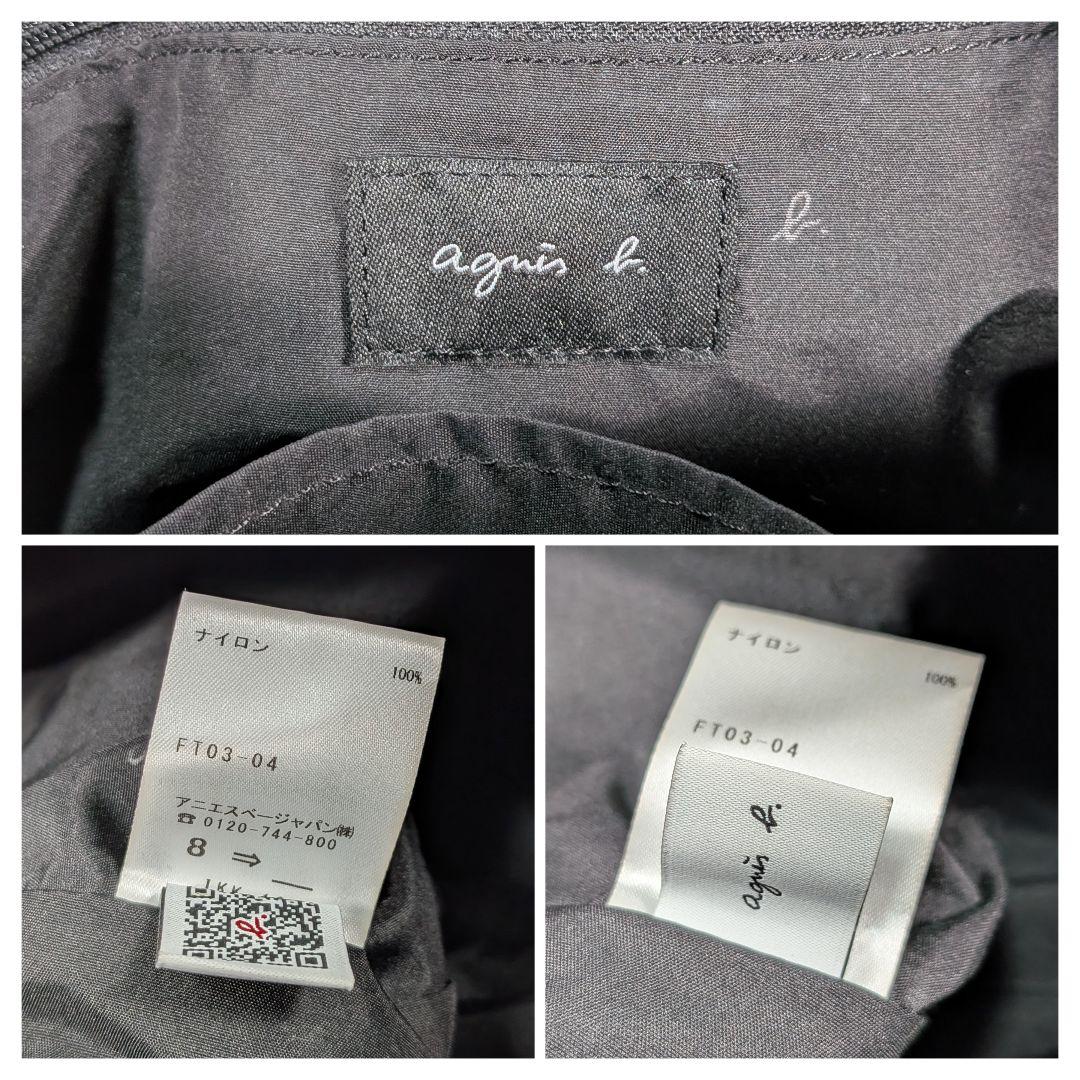 agnès b.
b.
ナイロン
100%
FT03-04
アニエスベージャパン㈱
☎ 0120-744-800
8 ⇒
b.
ナイロン
100%
FT03-04
agnès b.